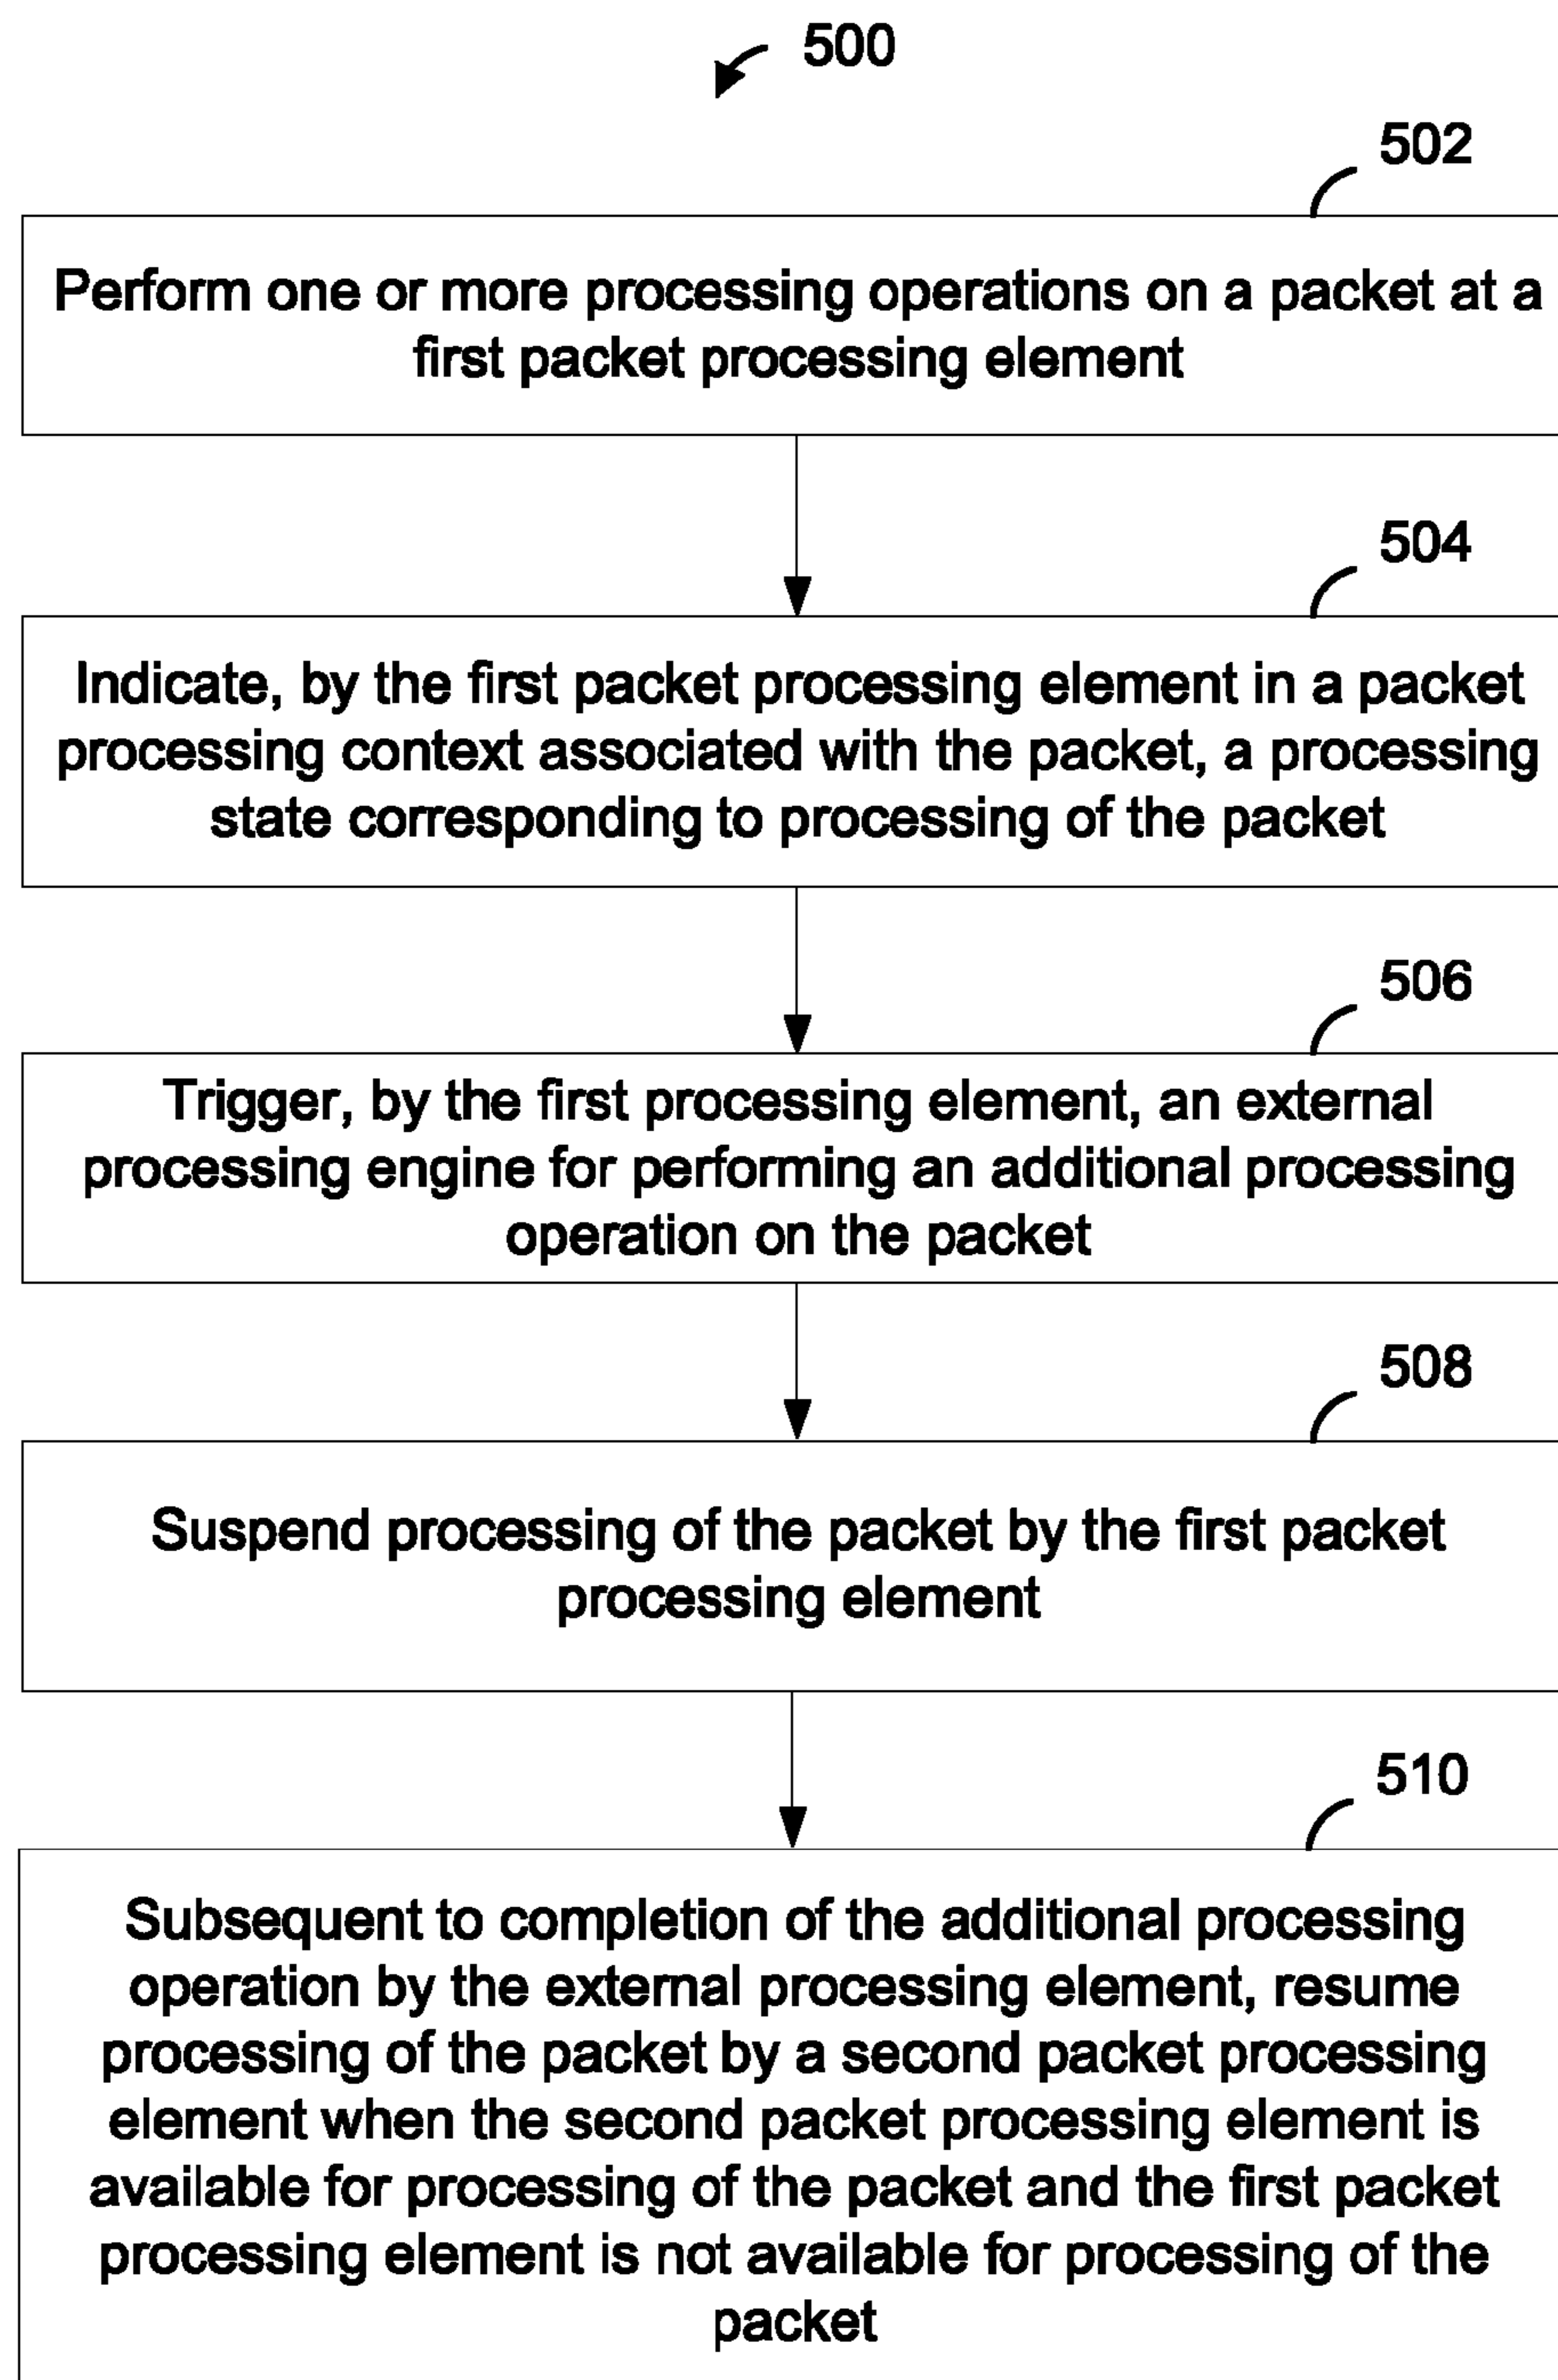 500
502
Perform one or more processing operations on a packet at a
first packet processing element
504
Indicate, by the first packet processing element in a packet
processing context associated with the packet, a processing
state corresponding to processing of the packet
506
Trigger, by the first processing element, an external
processing engine for performing an additional processing
operation on the packet
508
Suspend processing of the packet by the first packet
processing element
510
Subsequent to completion of the additional processing
operation by the external processing element, resume
processing of the packet by a second packet processing
element when the second packet processing element is
available for processing of the packet and the first packet
processing element is not available for processing of the
packet